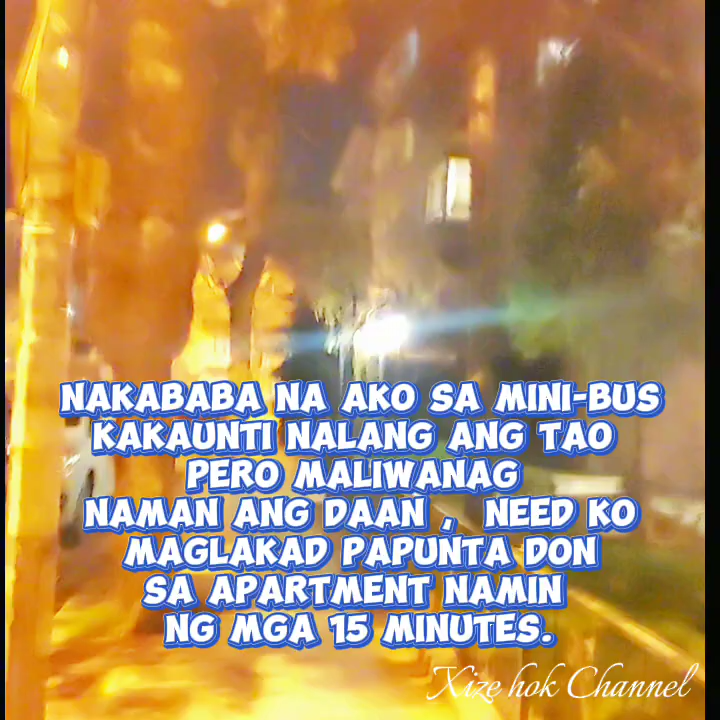 NAKABABA NA AKO SA MINI-BUS
KAKAUNTI NALANG ANG TAO
PERO MALIWANAG
NAMAN ANG DAAN , NEED KO
MAGLAKAD PAPUNTA DON
SA APARTMENT NAMIN
NG MGA 15 MINUTES.
Xize hok Channel